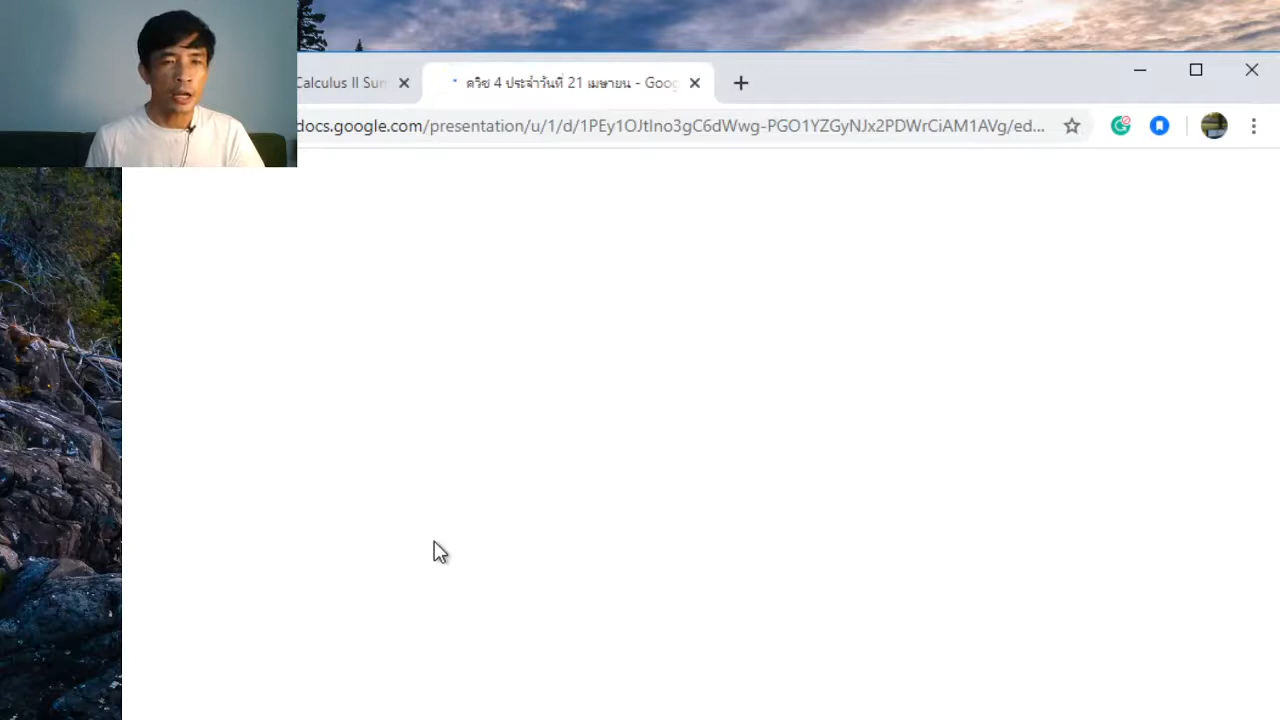 Calculus II Sum
ควิซ 4 ประจำวันที่ 21 เมษายน - Goog
docs.google.com/presentation/u/1/d/1PEy1OJtIno3gC6dWwg-PGO1YZGyNJx2PDWrCiAM1AVg/ed...